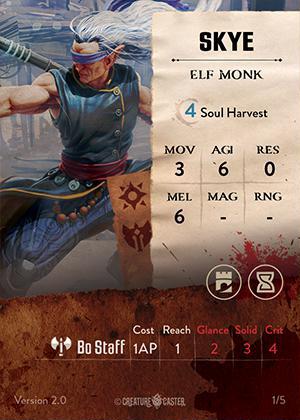 SKYE
ELF MONK
4 Soul Harvest
MOV AGI RES
3 6 0
MEL MAG RNG
6 - -
Cost Reach Glance Solid Crit
Bo Staff 1AP 1 2 3 4
Version 2.0 © CREATURE CASTER 1/5